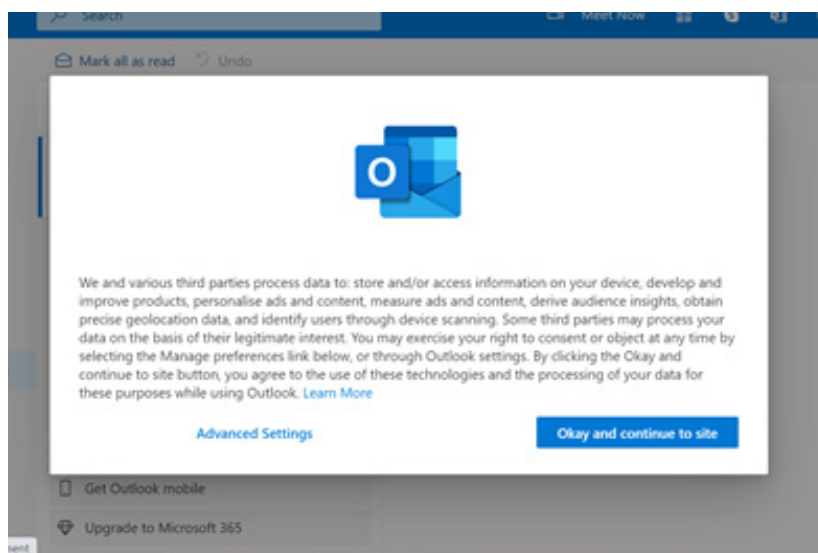 Search
Meet Now
Mark all as read Undo
O
We and various third parties process data to: store and/or access information on your device, develop and
improve products, personalise ads and content, measure ads and content, derive audience insights, obtain
precise geolocation data, and identify users through device scanning. Some third parties may process your
data on the basis of their legitimate interest. You may exercise your right to consent or object at any time by
selecting the Manage preferences link below, or through Outlook settings. By clicking the Okay and
continue to site button, you agree to the use of these technologies and the processing of your data for
these purposes while using Outlook. Learn More
Advanced Settings
Okay and continue to site
Get Outlook mobile
Upgrade to Microsoft 365